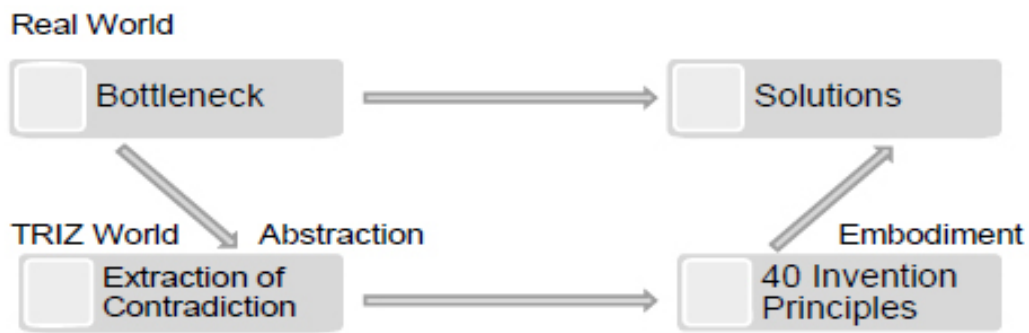 Real World
Bottleneck
Solutions
TRIZ World
Abstraction
Embodiment
Extraction of
Contradiction
40 Invention
Principles